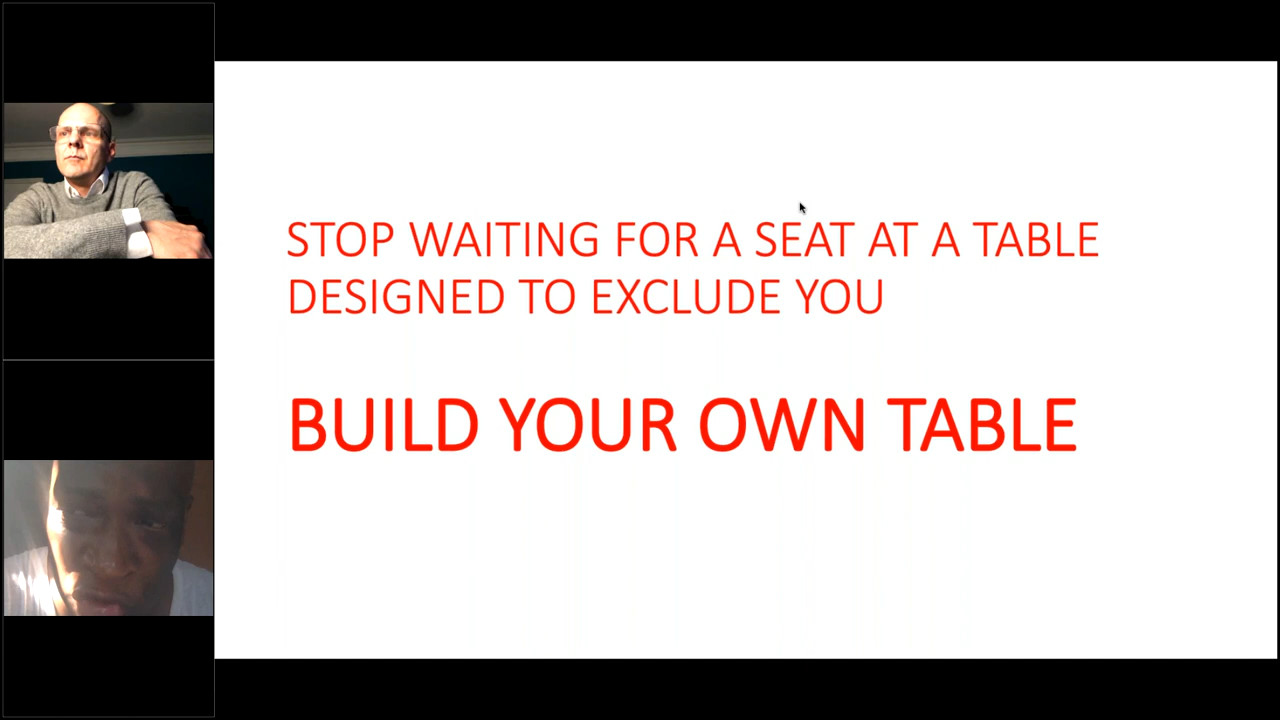 STOP WAITING FOR A SEAT AT A TABLE
DESIGNED TO EXCLUDE YOU
BUILD YOUR OWN TABLE